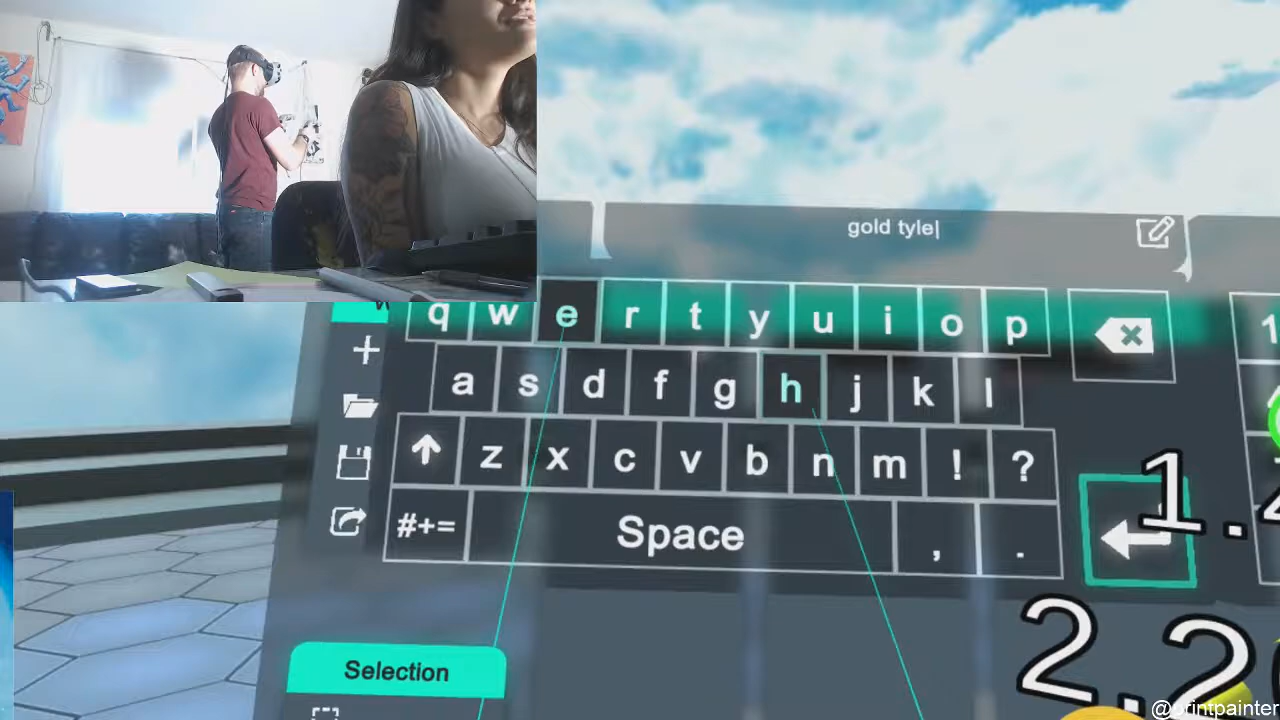 gold tyle
q w e r t y u i o p
a s d f g h j k l
z x c v b n m ! ?
#+= Space , .
1.
2.2
Selection
@printpainter